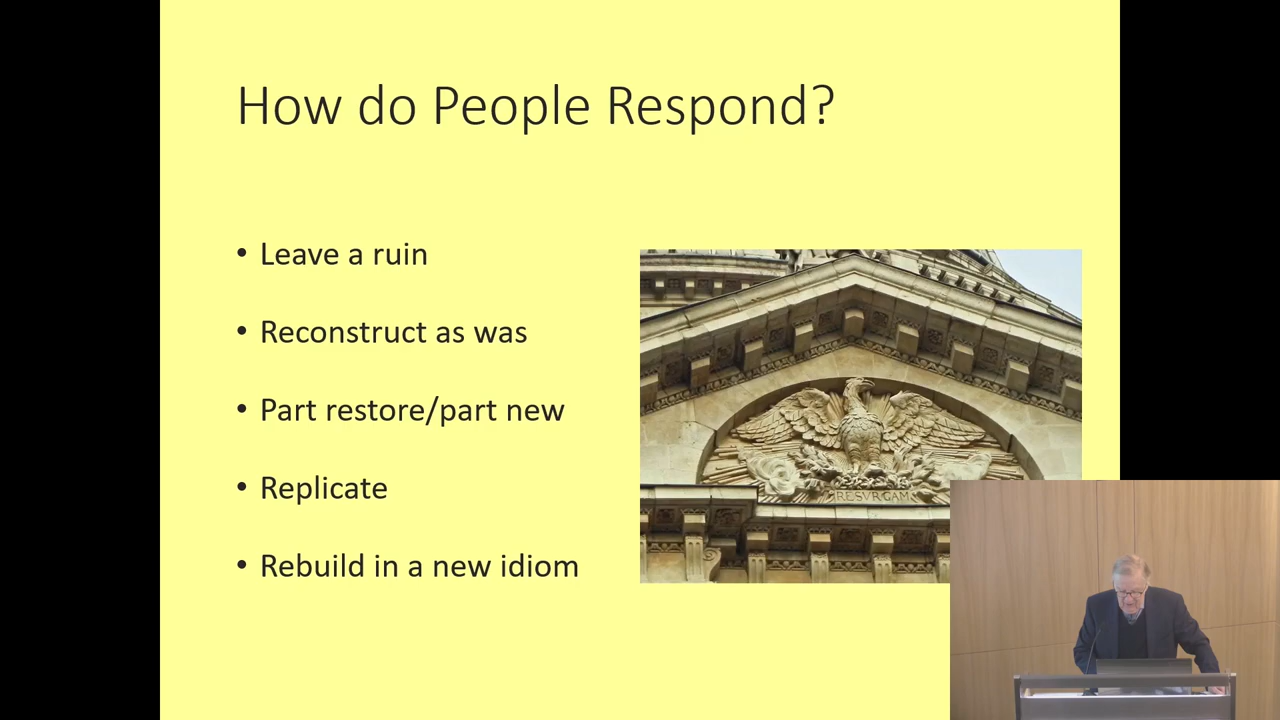 How do People Respond?
• Leave a ruin
• Reconstruct as was
• Part restore/part new
• Replicate
• Rebuild in a new idiom
RESVRGAM